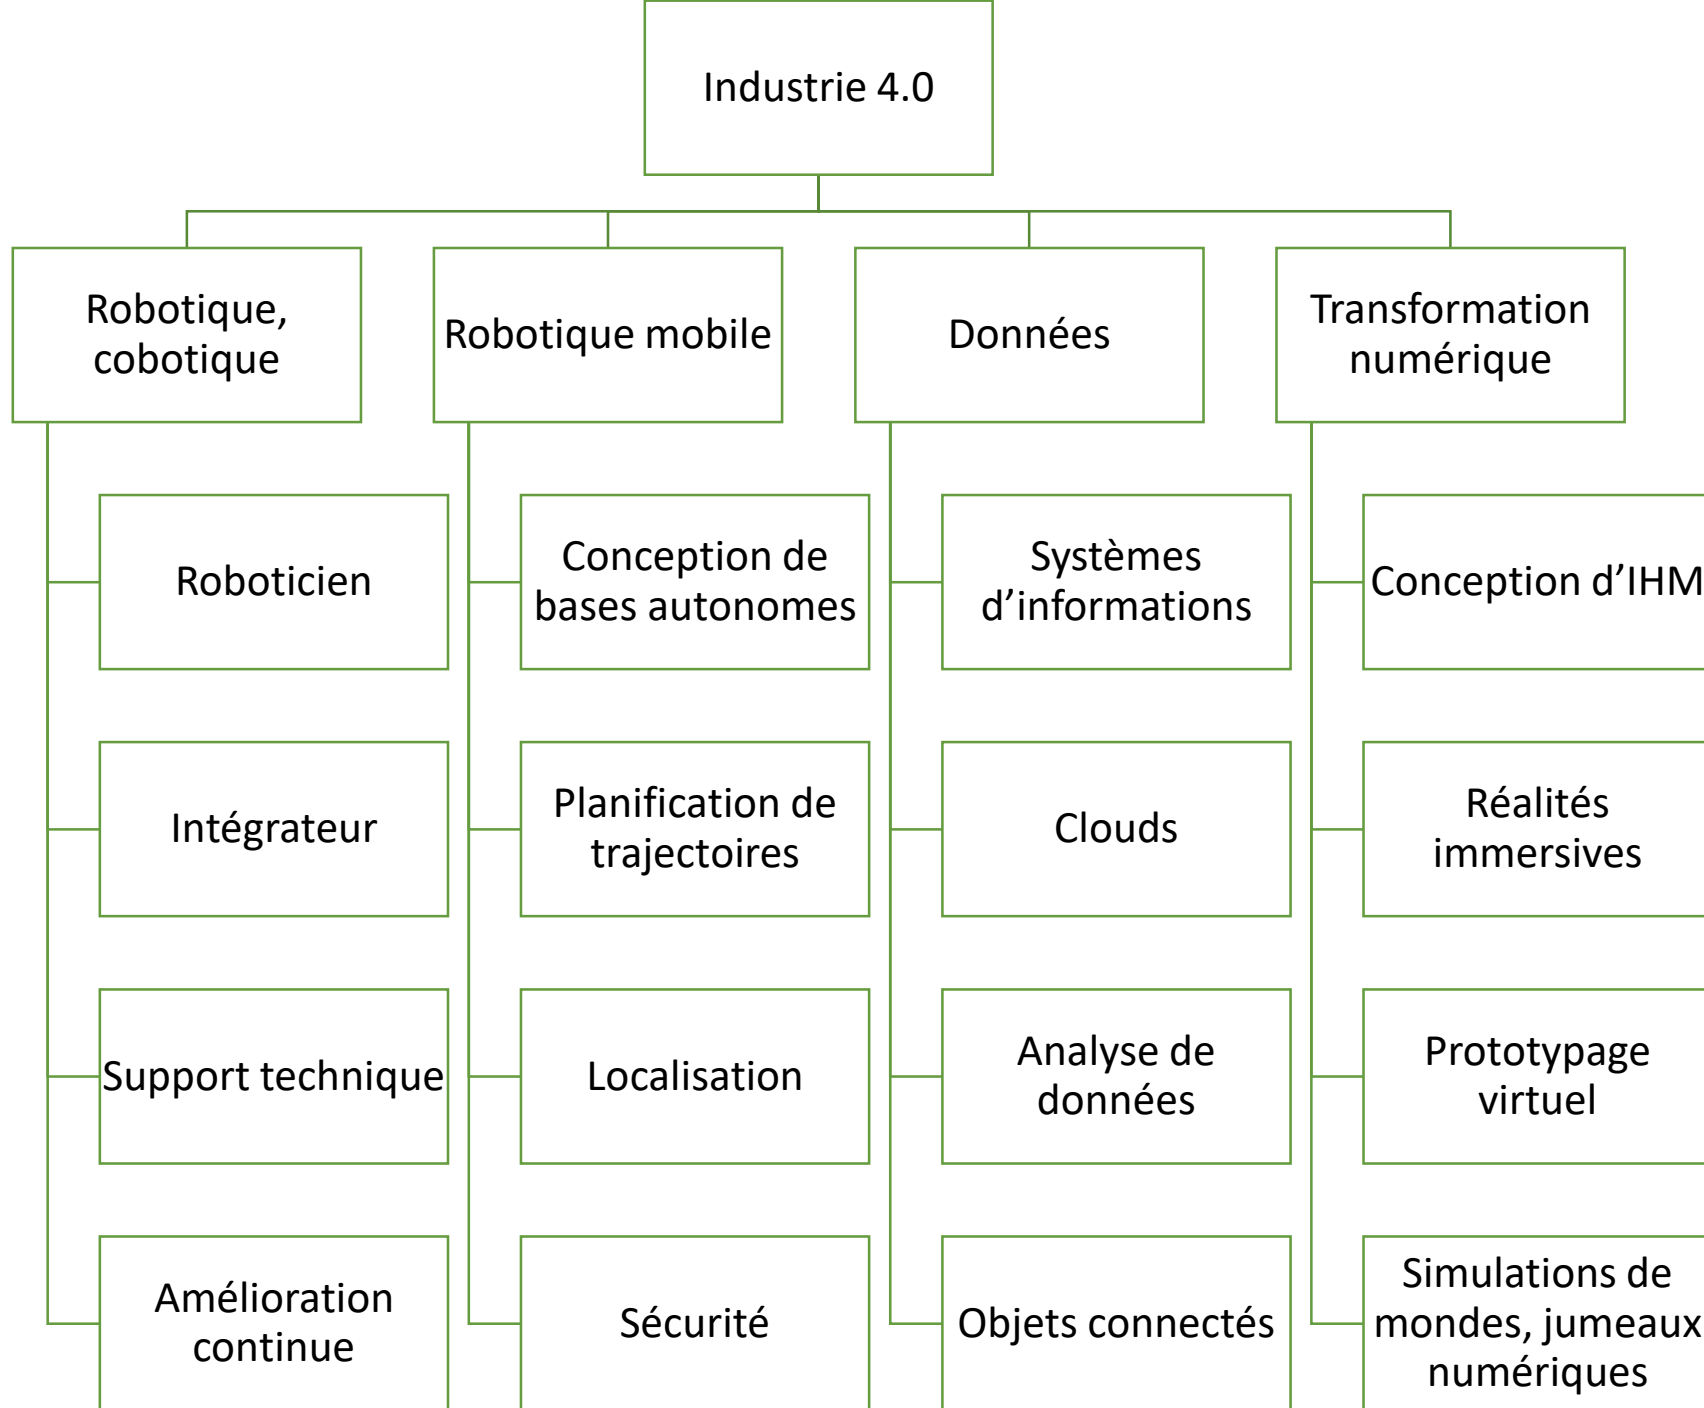 Industrie 4.0
Robotique,
cobotique
Robotique mobile
Données
Transformation
numérique
Roboticien
Conception de
bases autonomes
Systèmes
d’informations
Conception d’IHM
Intégrateur
Planification de
trajectoires
Clouds
Réalités
immersives
Support technique
Localisation
Analyse de
données
Prototypage
virtuel
Amélioration
continue
Sécurité
Objets connectés
Simulations de
mondes, jumeaux
numériques